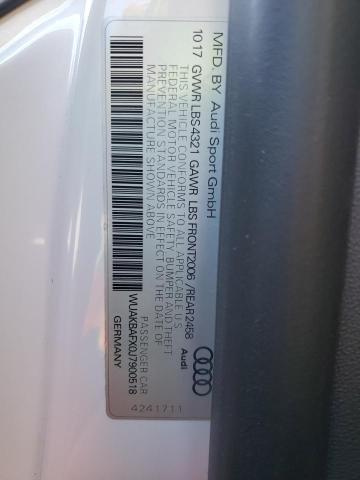 MFD. BY Audi Sport GmbH
10 17 GVWR LBS 4321 GAWR LBS FRONT 2006 /REAR 2458
THIS VEHICLE CONFORMS TO ALL APPLICABLE U.S.
FEDERAL MOTOR VEHICLE SAFETY, BUMPER AND THEFT
PREVENTION STANDARDS IN EFFECT ON THE DATE OF
MANUFACTURE SHOWN ABOVE
Audi
WUAKBAFX0J7900518
PASSENGER CAR
GERMANY
4241711